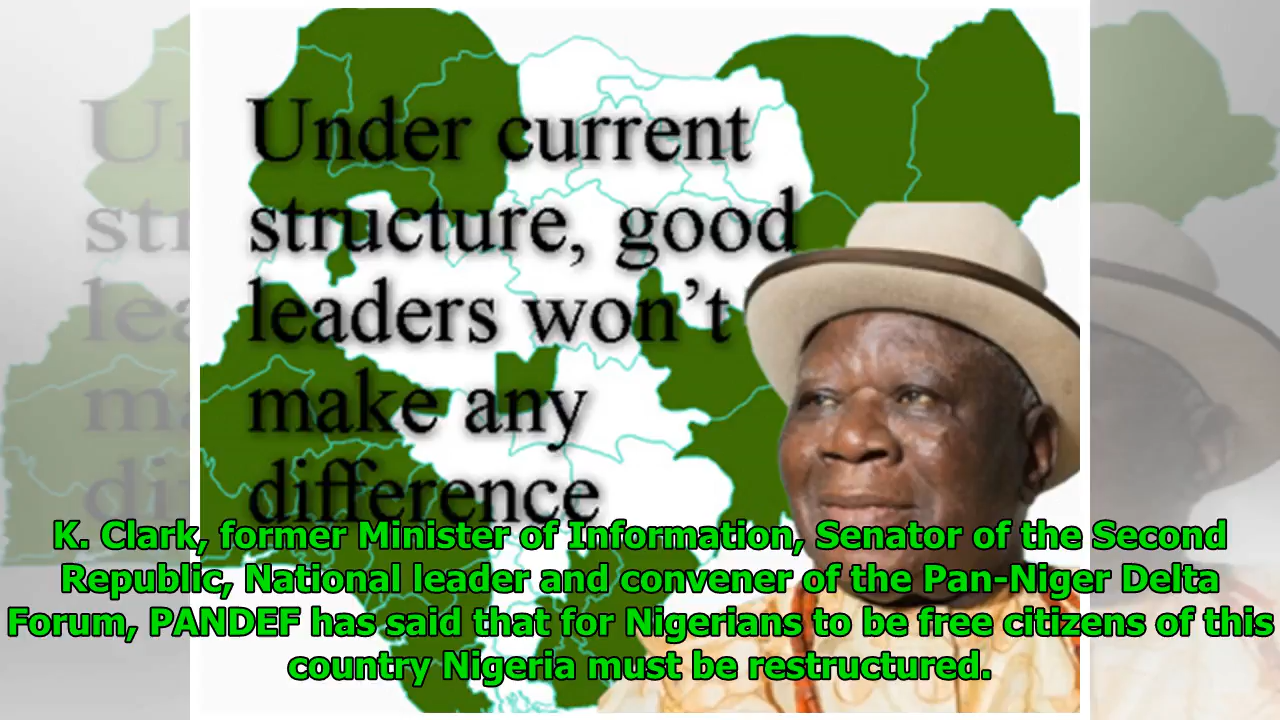 Under current
structure, good
leaders won't
make any
difference
K. Clark, former Minister of Information, Senator of the Second
Republic, National leader and convener of the Pan-Niger Delta
Forum, PANDEF has said that for Nigerians to be free citizens of this
country Nigeria must be restructured.